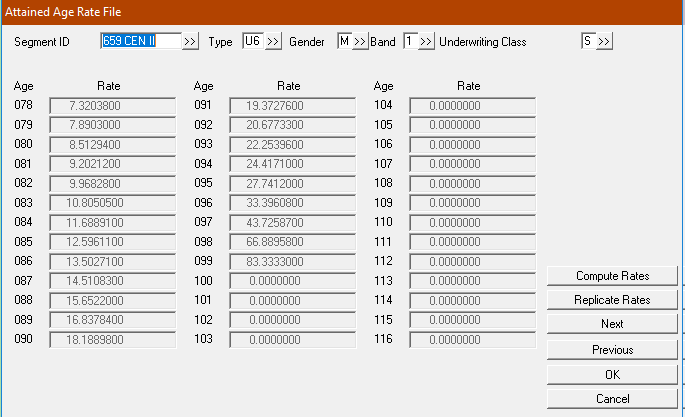 Attained Age Rate File
Segment ID 659 CEN II >> Type U6 >> Gender M >> Band 1 >> Underwriting Class S >>
Age Rate Age Rate Age Rate
078 7.3203800 091 19.3727600 104 0.0000000
079 7.8903000 092 20.6773300 105 0.0000000
080 8.5129400 093 22.2539600 106 0.0000000
081 9.2021200 094 24.4171000 107 0.0000000
082 9.9682800 095 27.7412000 108 0.0000000
083 10.8050500 096 33.3960800 109 0.0000000
084 11.6889100 097 43.7258700 110 0.0000000
085 12.5961100 098 66.8895800 111 0.0000000
086 13.5027100 099 83.3333000 112 0.0000000
087 14.5108300 100 0.0000000 113 0.0000000 Compute Rates
088 15.6522000 101 0.0000000 114 0.0000000 Replicate Rates
089 16.8378400 102 0.0000000 115 0.0000000 Next
090 18.1889800 103 0.0000000 116 0.0000000 Previous
OK
Cancel